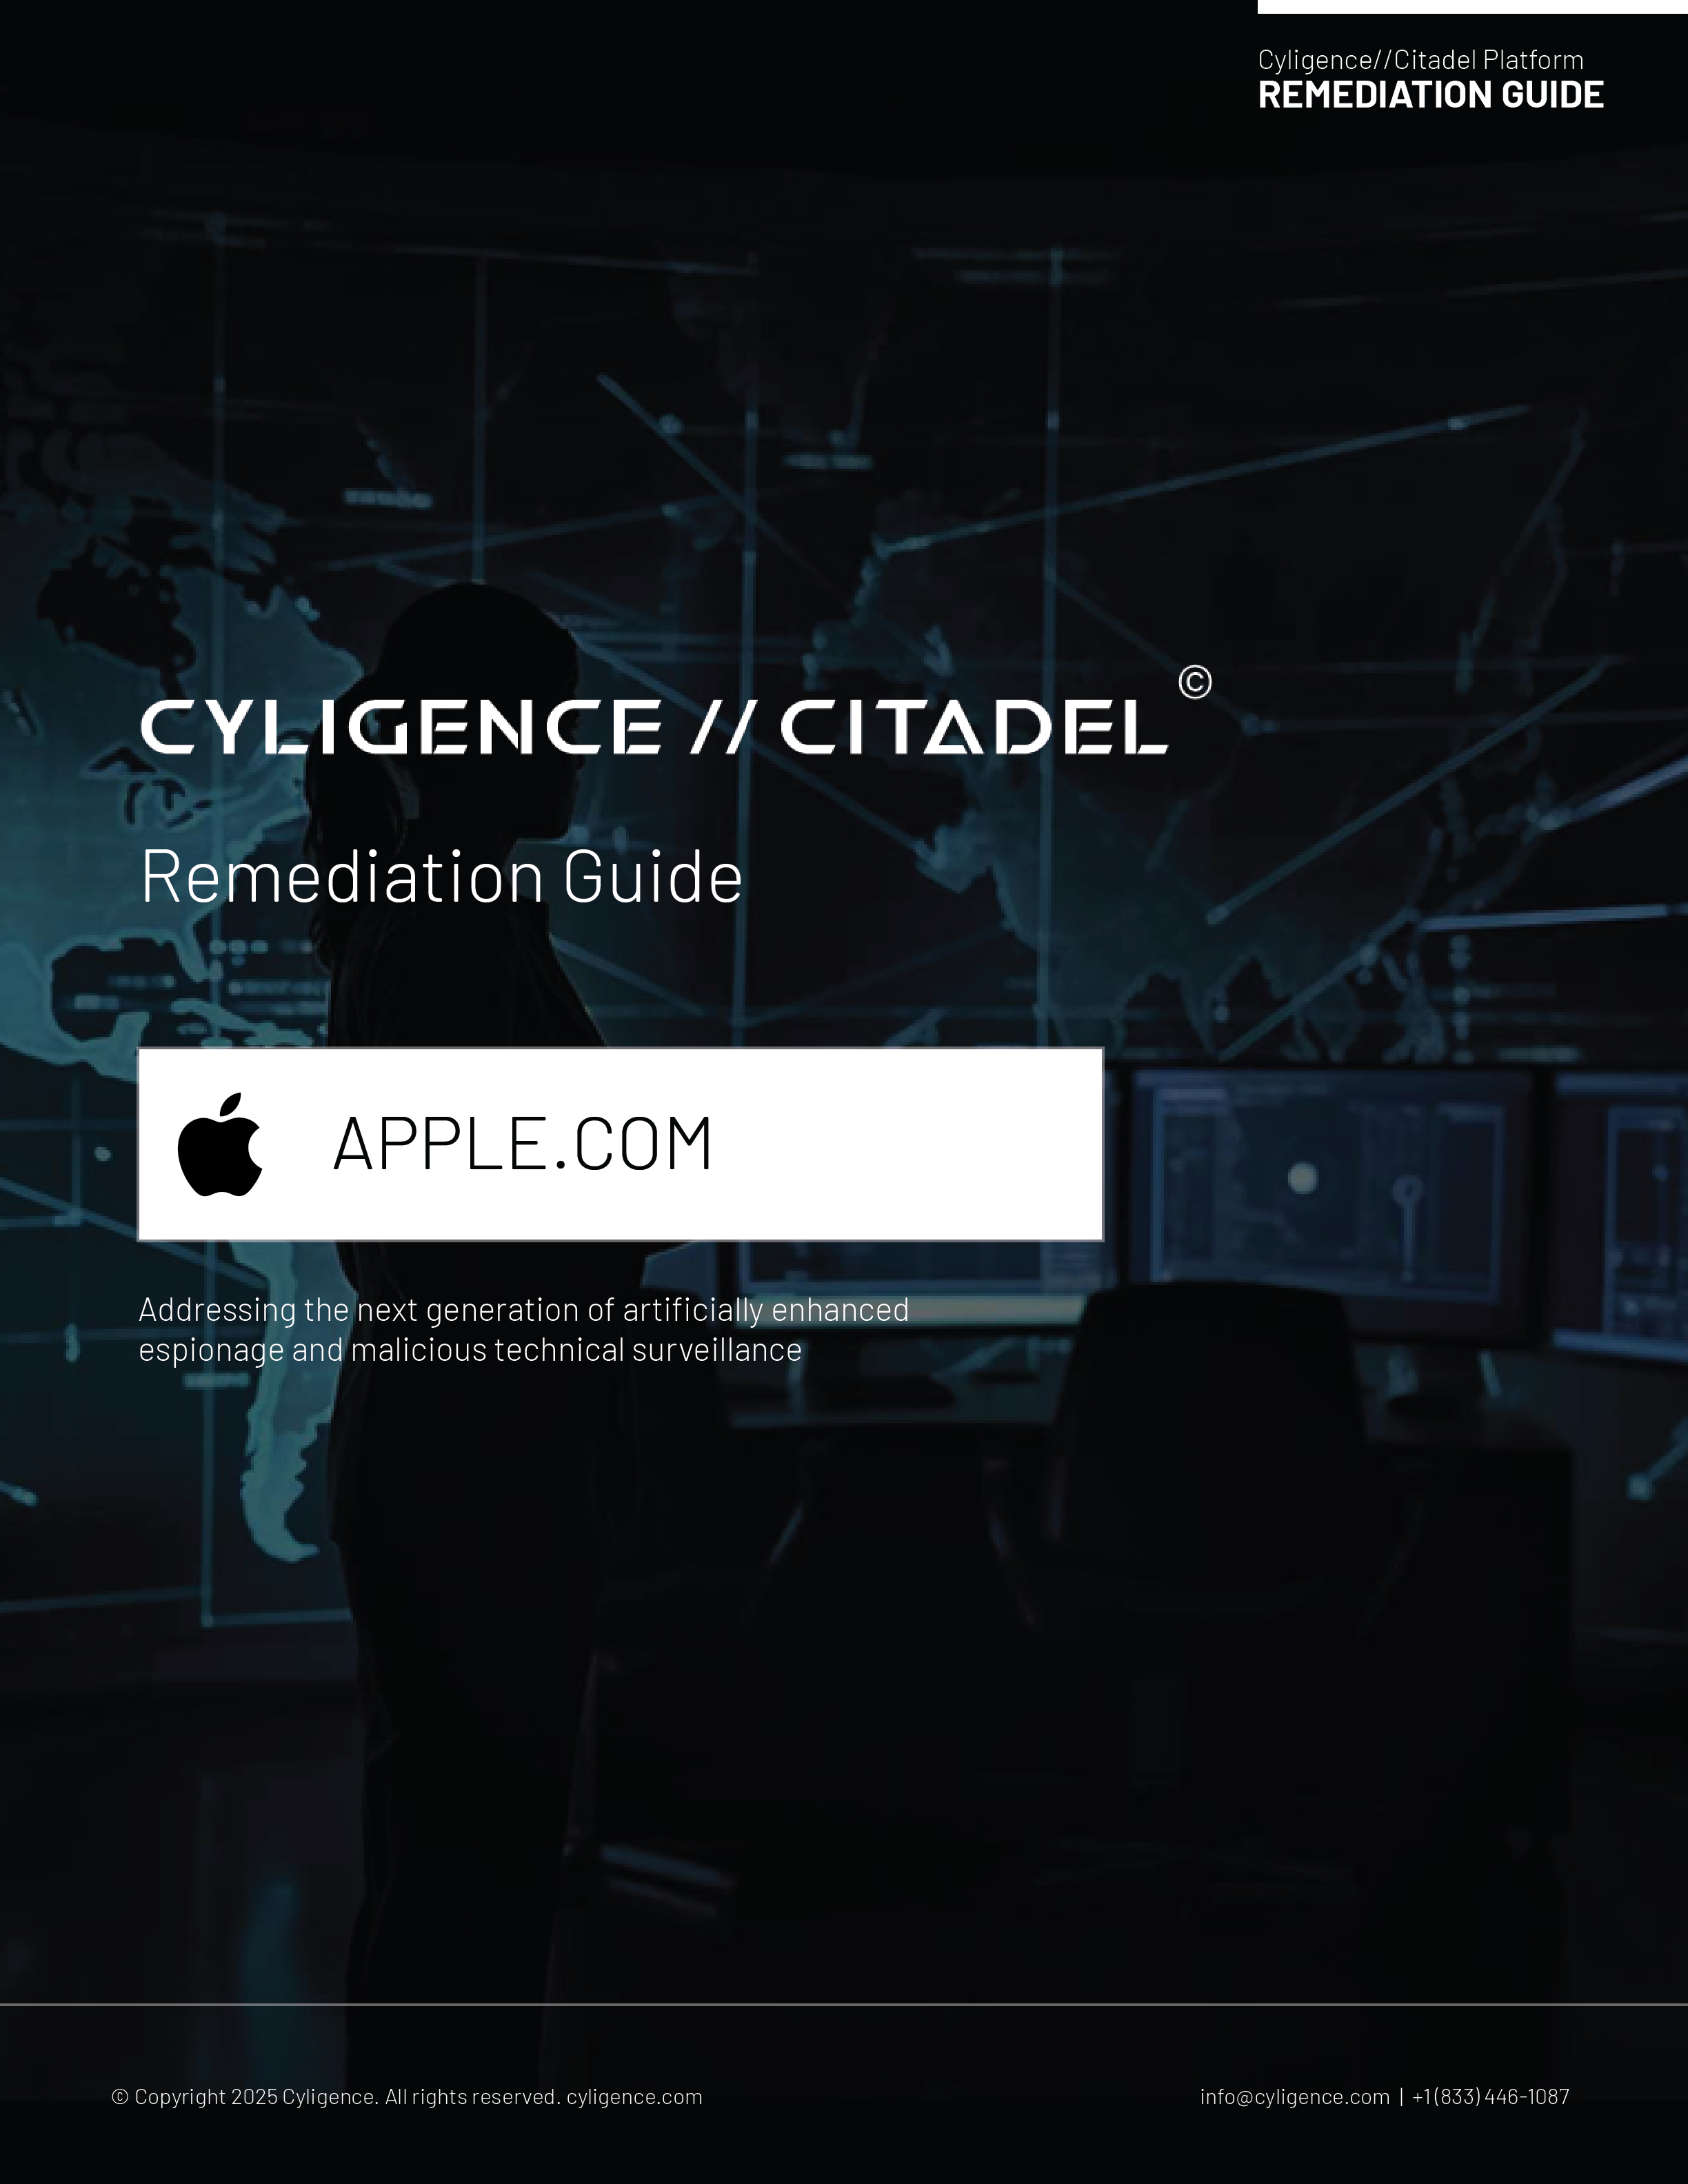 Cyligence//Citadel Platform
REMEDIATION GUIDE
CYLIGENCE // CITADEL ©
Remediation Guide
APPLE.COM
Addressing the next generation of artificially enhanced
espionage and malicious technical surveillance
© Copyright 2025 Cyligence. All rights reserved. cyligence.com
info@cyligence.com | +1 (833) 446-1087